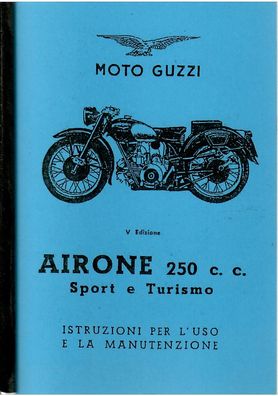 MOTO GUZZI
V Edizione
AIRONE 250 c. c.
Sport e Turismo
ISTRUZIONI PER L'USO
E LA MANUTENZIONE